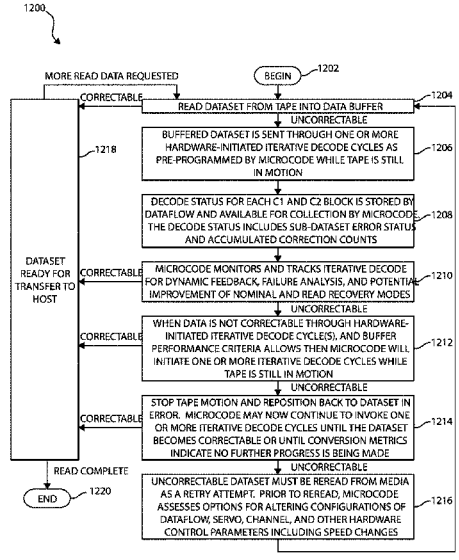 1200
BEGIN
1202
MORE READ DATA REQUESTED
CORRECTABLE
READ DATASET FROM TAPE INTO DATA BUFFER
1204
UNCORRECTABLE
1218
BUFFERED DATASET IS SENT THROUGH ONE OR MORE
HARDWARE-INITIATED ITERATIVE DECODE CYCLES AS
PRE-PROGRAMMED BY MICROCODE WHILE TAPE IS STILL
IN MOTION
1206
DECODE STATUS FOR EACH C1 AND C2 BLOCK IS STORED BY
DATAFLOW AND AVAILABLE FOR COLLECTION BY MICROCODE.
THE DECODE STATUS INCLUDES SUB-DATASET ERROR STATUS
AND ACCUMULATED CORRECTION COUNTS
1208
DATASET
READY FOR
TRANSFER TO
HOST
CORRECTABLE
MICROCODE MONITORS AND TRACKS ITERATIVE DECODE
FOR DYNAMIC FEEDBACK, FAILURE ANALYSIS, AND POTENTIAL
IMPROVEMENT OF NOMINAL AND READ RECOVERY MODES
1210
UNCORRECTABLE
CORRECTABLE
WHEN DATA IS NOT CORRECTABLE THROUGH HARDWARE-
INITIATED ITERATIVE DECODE CYCLE(S), AND BUFFER
PERFORMANCE CRITERIA ALLOWS THEN MICROCODE WILL
INITIATE ONE OR MORE ITERATIVE DECODE CYCLES WHILE
TAPE IS STILL IN MOTION
1212
UNCORRECTABLE
CORRECTABLE
STOP TAPE MOTION AND REPOSITION BACK TO DATASET IN
ERROR. MICROCODE MAY NOW CONTINUE TO INVOKE ONE
OR MORE ITERATIVE DECODE CYCLES UNTIL THE DATASET
BECOMES CORRECTABLE OR UNTIL CONVERSION METRICS
INDICATE NO FURTHER PROGRESS IS BEING MADE
1214
UNCORRECTABLE
READ COMPLETE
END
1220
UNCORRECTABLE DATASET MUST BE REREAD FROM MEDIA
AS A RETRY ATTEMPT. PRIOR TO REREAD, MICROCODE
ASSESSES OPTIONS FOR ALTERING CONFIGURATIONS OF
DATAFLOW, SERVO, CHANNEL, AND OTHER HARDWARE
CONTROL PARAMETERS INCLUDING SPEED CHANGES
1216